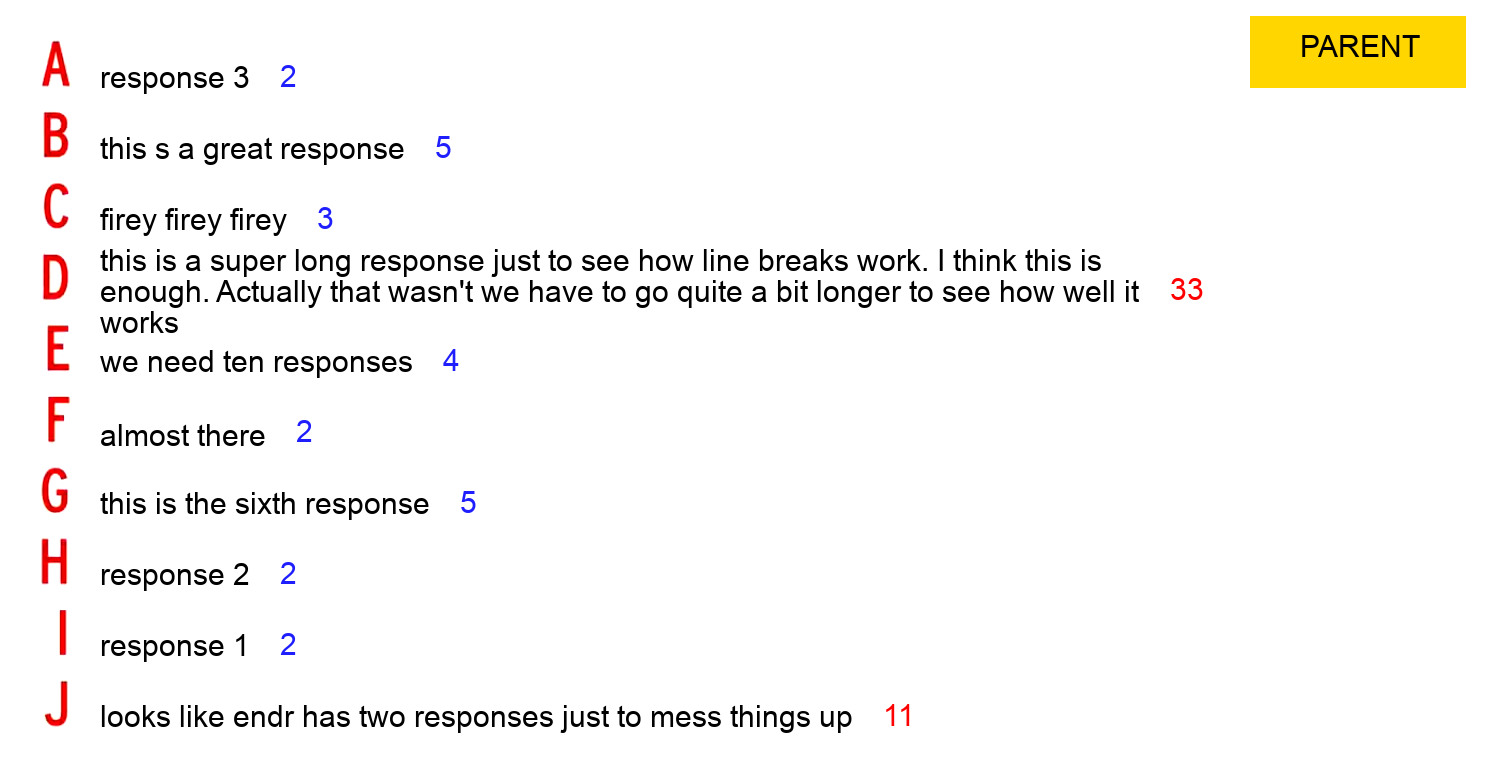 PARENT
A response 3 2
B this s a great response 5
C firey firey firey 3
D this is a super long response just to see how line breaks work. I think this is
enough. Actually that wasn't we have to go quite a bit longer to see how well it 33
works
E we need ten responses 4
F almost there 2
G this is the sixth response 5
H response 2 2
I response 1 2
J looks like endr has two responses just to mess things up 11